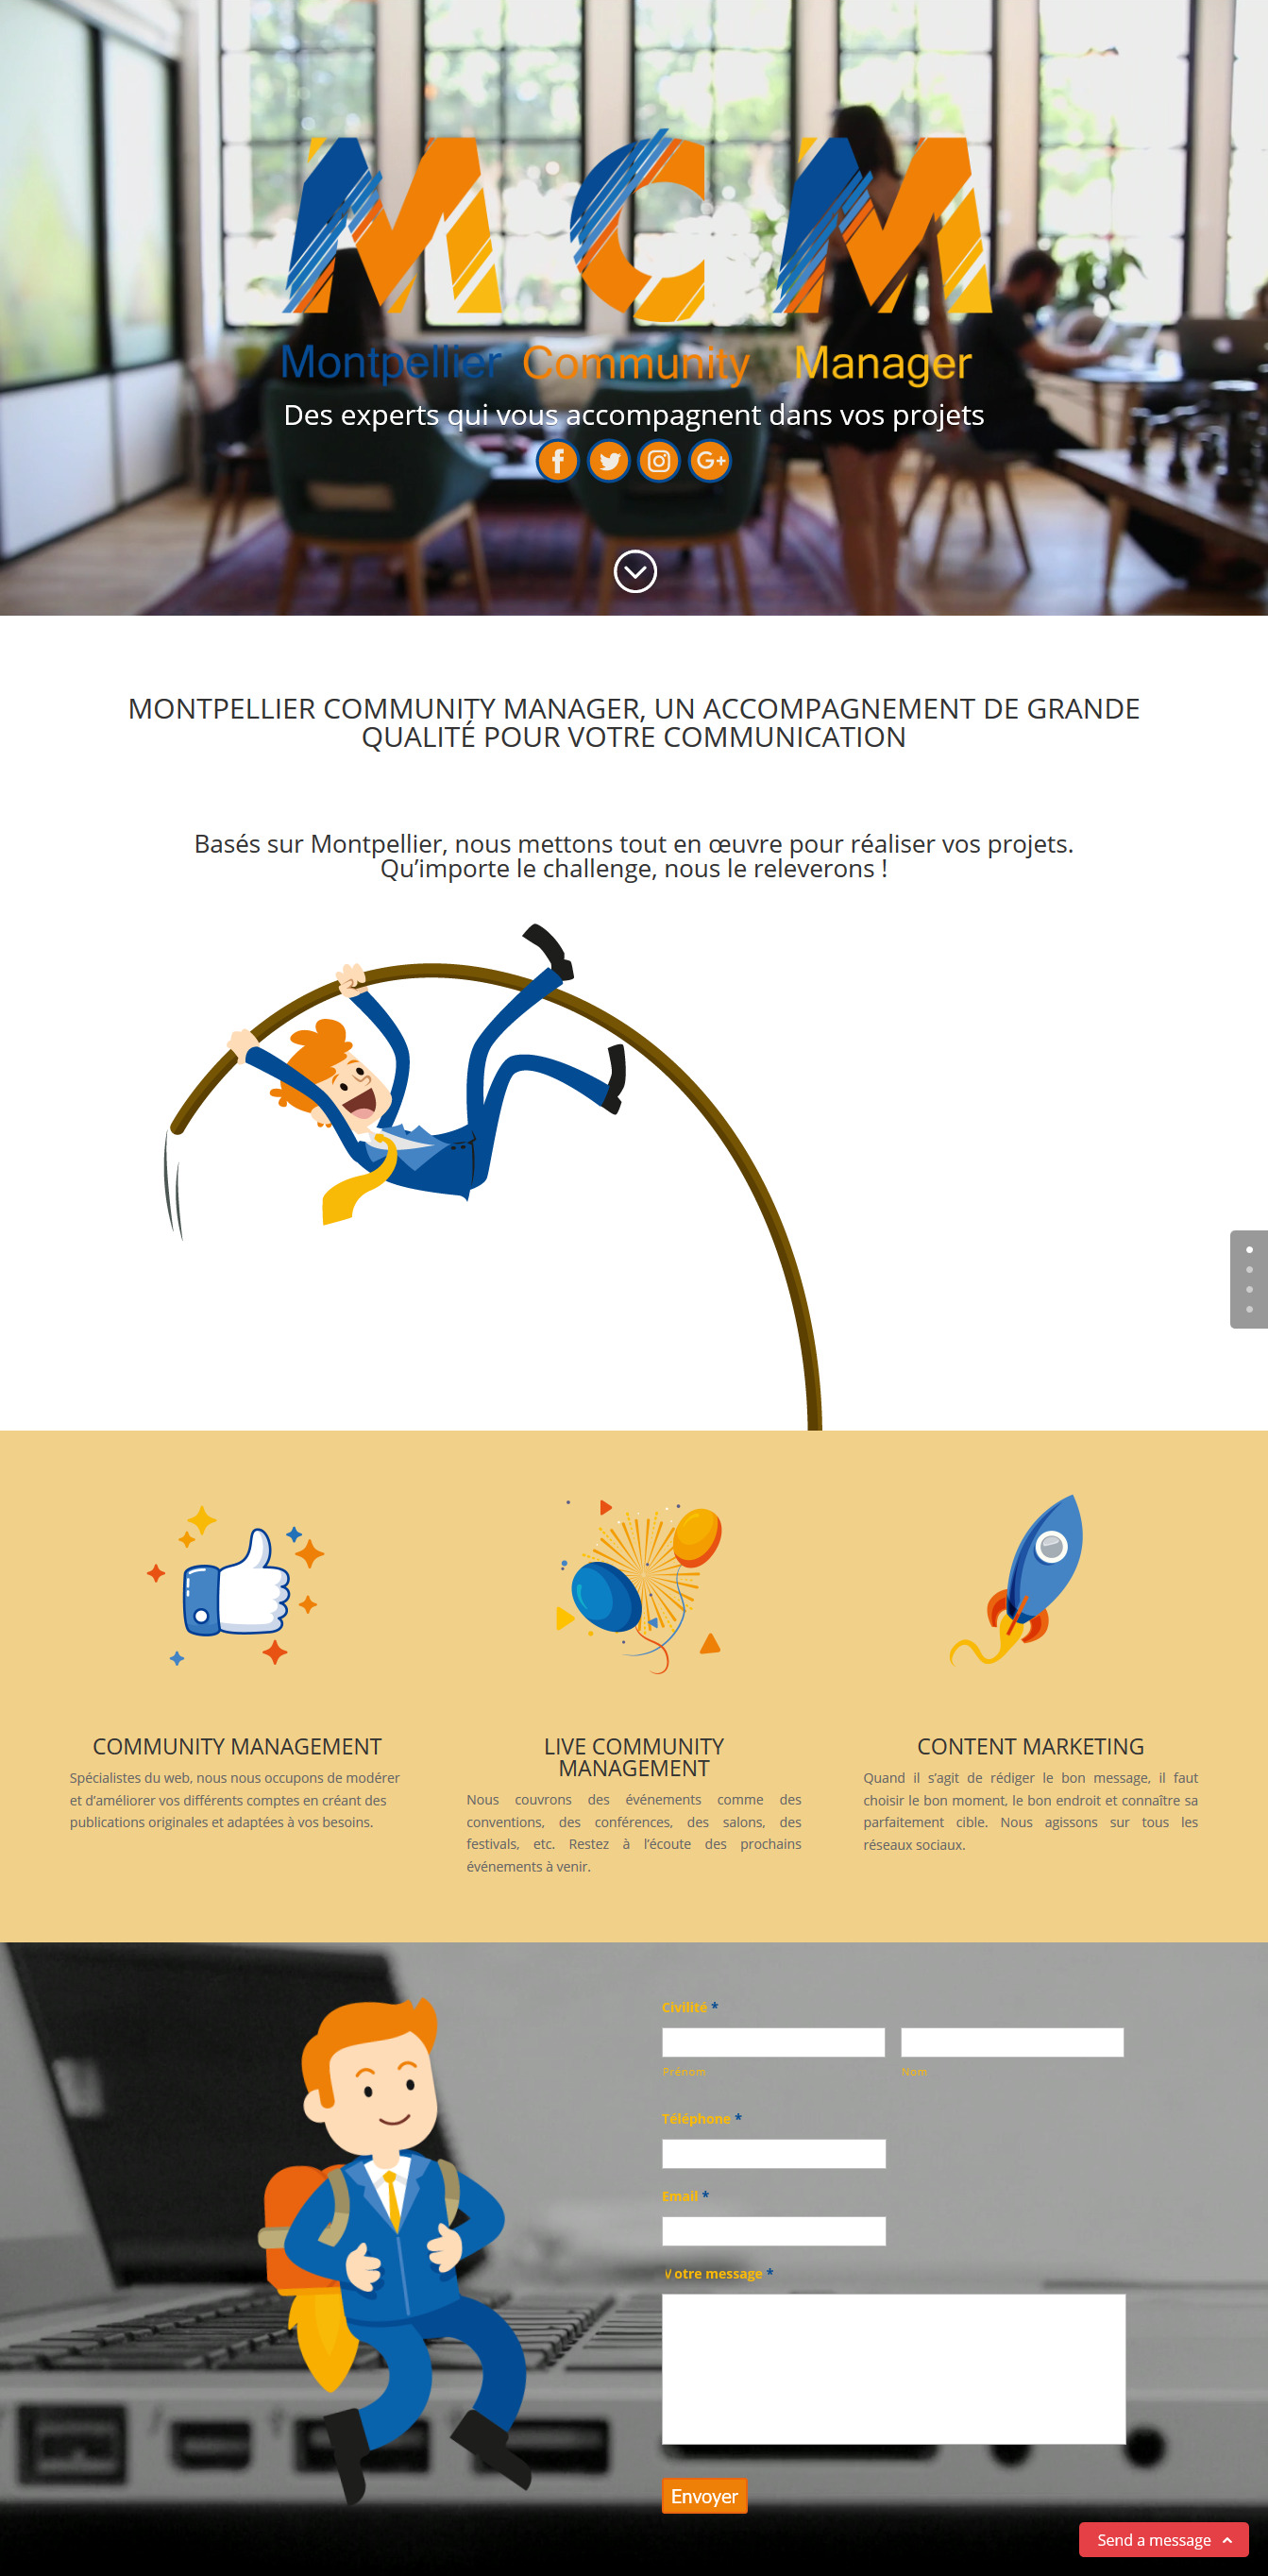 MCM
Montpellier Community Manager
Des experts qui vous accompagnent dans vos projets
MONTPELLIER COMMUNITY MANAGER, UN ACCOMPAGNEMENT DE GRANDE
QUALITÉ POUR VOTRE COMMUNICATION
Basés sur Montpellier, nous mettons tout en œuvre pour réaliser vos projets.
Qu’importe le challenge, nous le releverons !
COMMUNITY MANAGEMENT
Spécialistes du web, nous nous occupons de modérer
et d’améliorer vos différents comptes en créant des
publications originales et adaptées à vos besoins.
LIVE COMMUNITY
MANAGEMENT
Nous couvrons des événements comme des
conventions, des conférences, des salons, des
festivals, etc. Restez à l’écoute des prochains
événements à venir.
CONTENT MARKETING
Quand il s’agit de rédiger le bon message, il faut
choisir le bon moment, le bon endroit et connaître sa
parfaitement cible. Nous agissons sur tous les
réseaux sociaux.
Civilité *
Prénom Nom
Téléphone *
Email *
Votre message *
Envoyer
Send a message